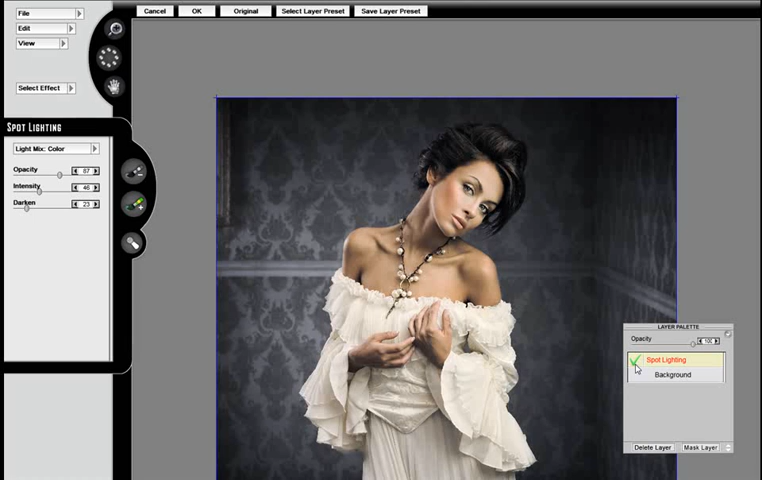 File
Edit
View
Select Effect
Cancel
OK
Original
Select Layer Preset
Save Layer Preset
SPOT LIGHTING
Light Mix: Color
Opacity 87
Intensity 46
Darken 23
LAYER PALETTE
Opacity
Spot Lighting
Background
Delete Layer
Mask Layer